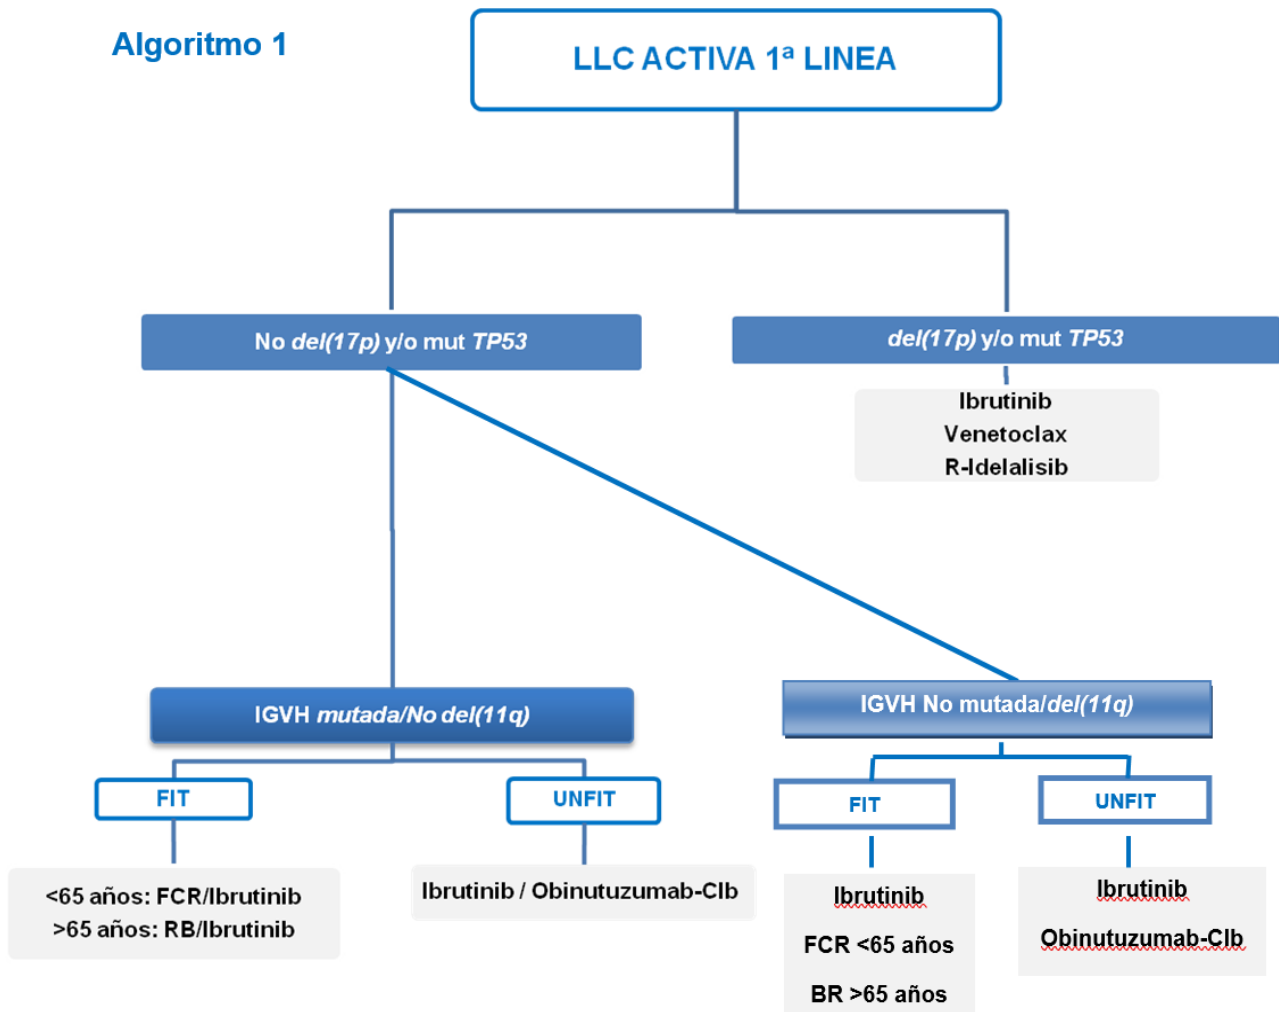 Algoritmo 1
LLC ACTIVA 1ª LINEA
No del(17p) y/o mut TP53
del(17p) y/o mut TP53
Ibrutinib
Venetoclax
R-Idelalisib
IGVH mutada/No del(11q)
IGVH No mutada/del(11q)
FIT
UNFIT
FIT
UNFIT
<65 años: FCR/Ibrutinib
>65 años: RB/Ibrutinib
Ibrutinib / Obinutuzumab-Clb
Ibrutinib
FCR <65 años
BR >65 años
Ibrutinib
Obinutuzumab-Clb